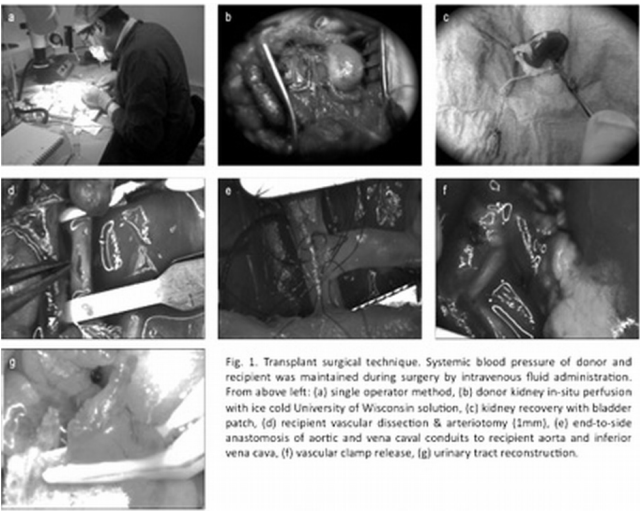 a
b
c
d
e
f
g
Fig. 1. Transplant surgical technique. Systemic blood pressure of donor and
recipient was maintained during surgery by intravenous fluid administration.
From above left: (a) single operator method, (b) donor kidney in-situ perfusion
with ice cold University of Wisconsin solution, (c) kidney recovery with bladder
patch, (d) recipient vascular dissection & arteriotomy (1mm), (e) end-to-side
anastomosis of aortic and vena caval conduits to recipient aorta and inferior
vena cava, (f) vascular clamp release, (g) urinary tract reconstruction.